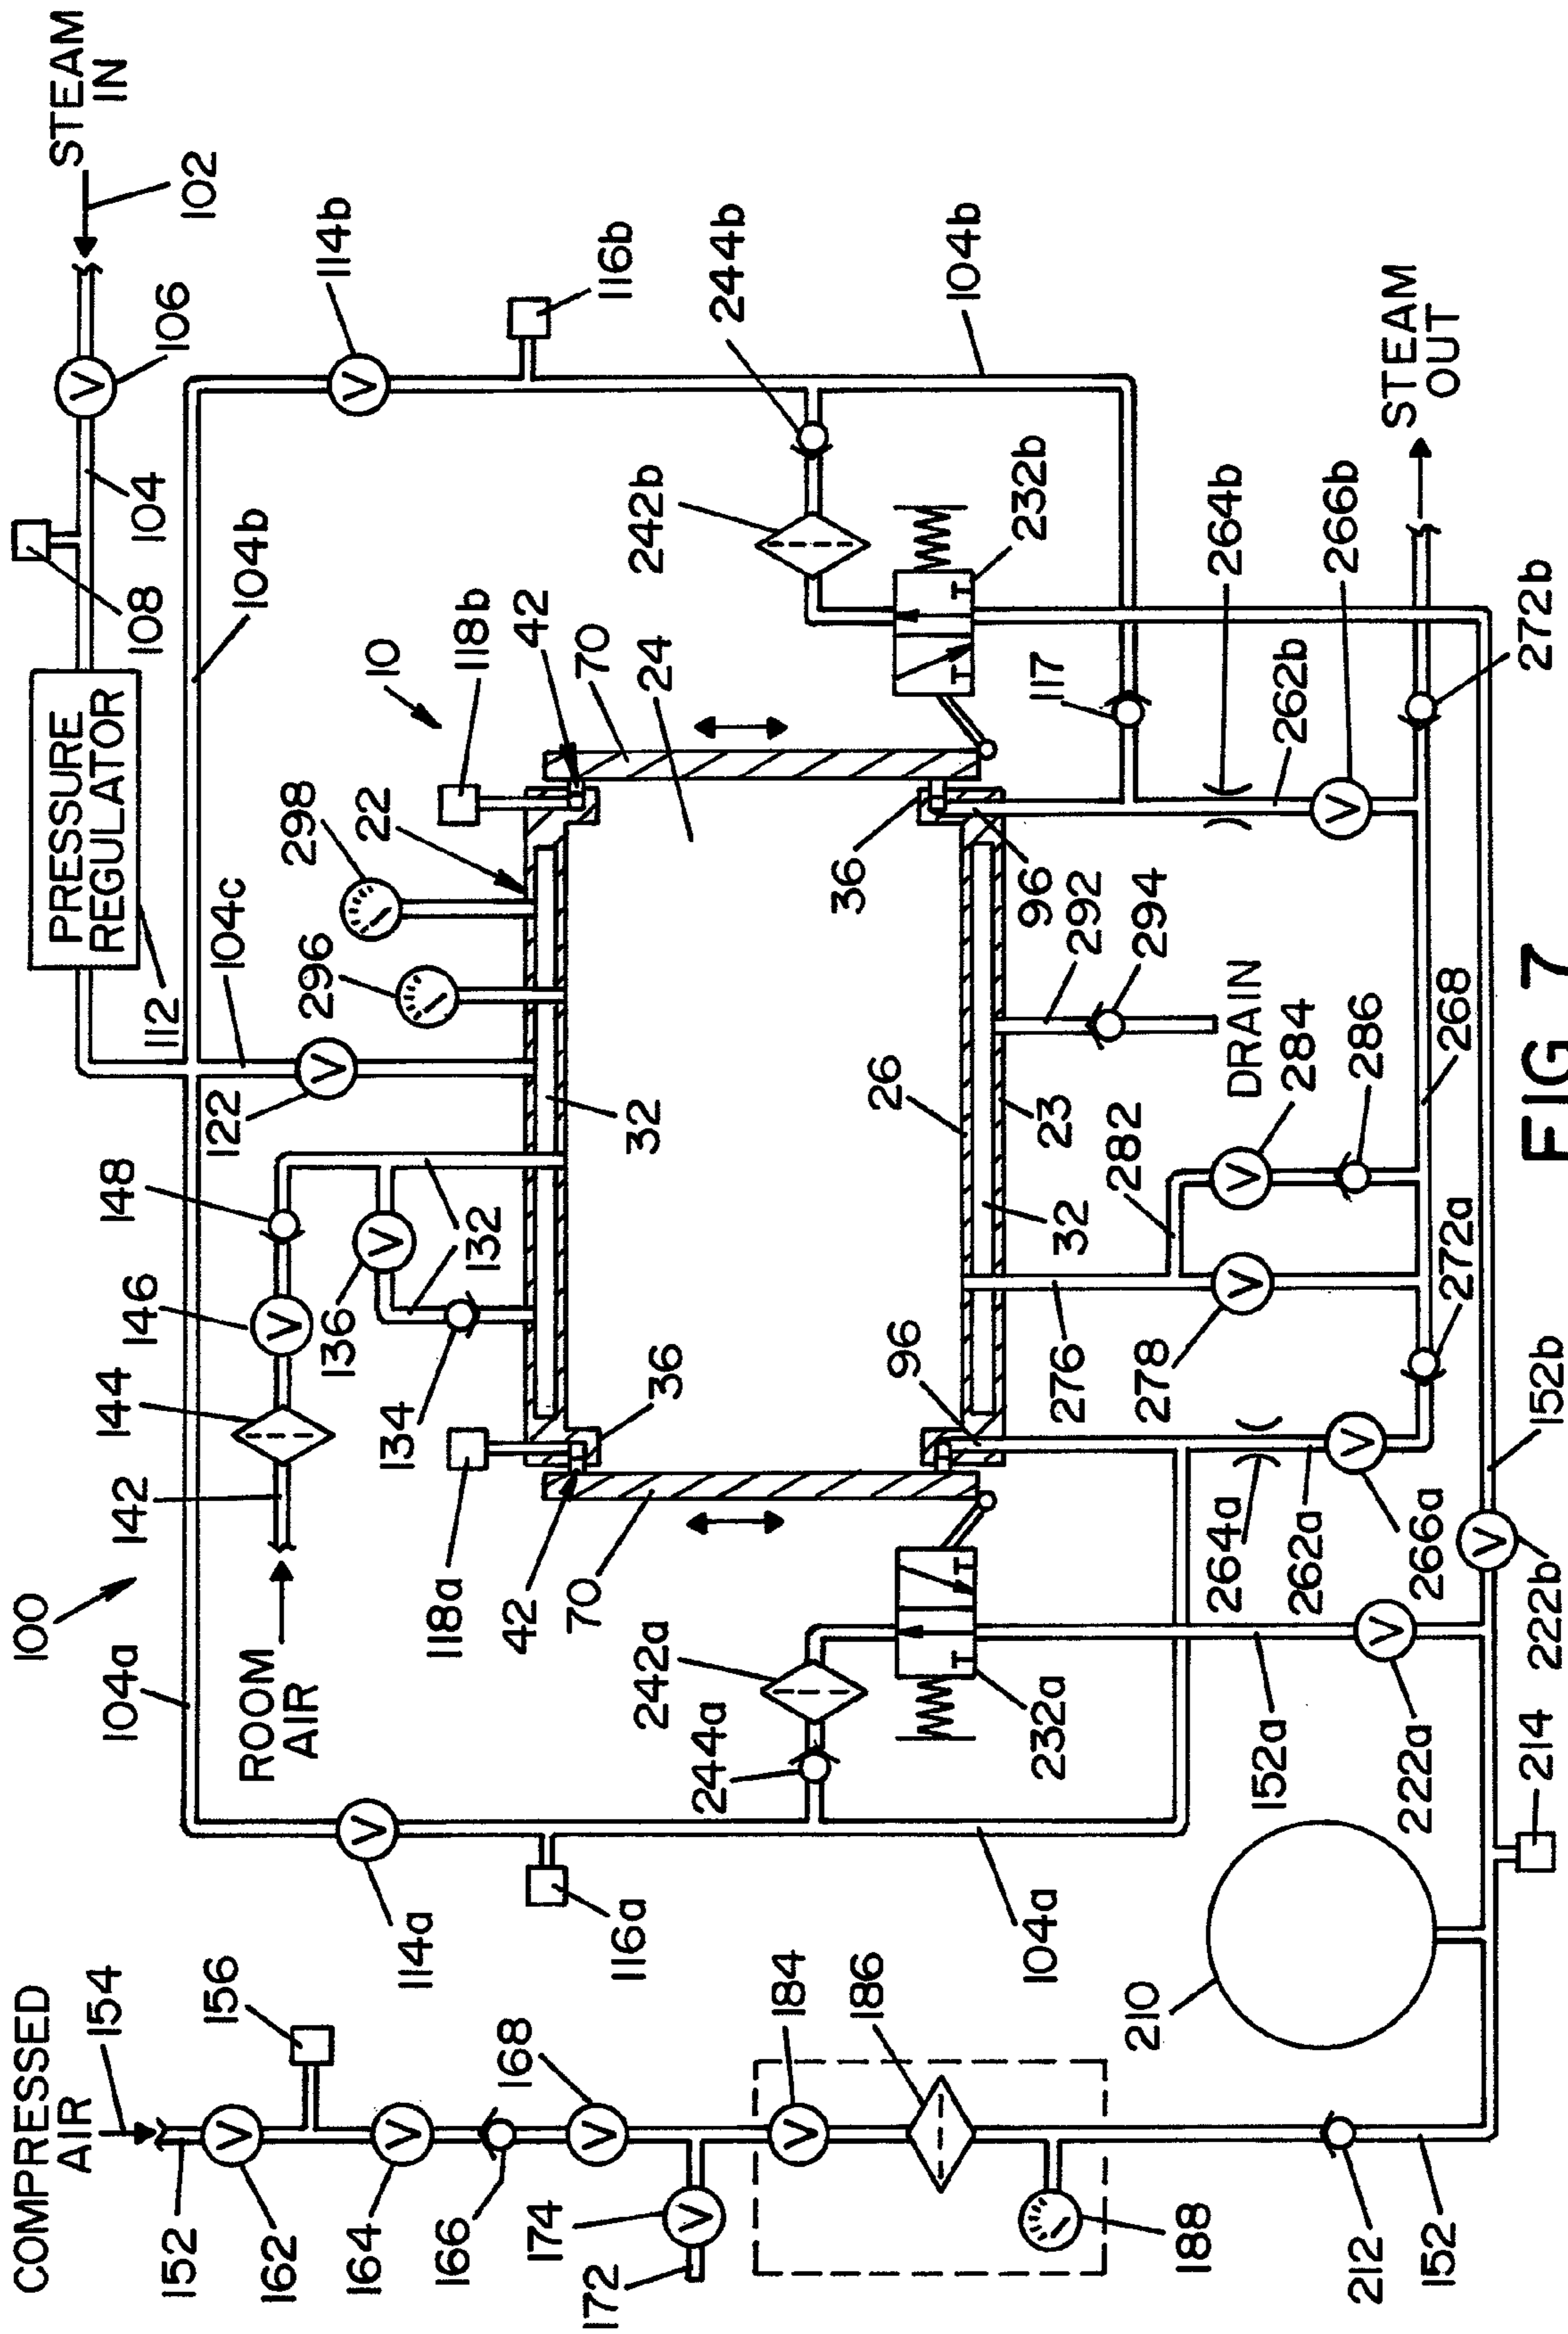 STEAM
IN
102
106
104
108
PRESSURE
REGULATOR
112
104b
114b
116b
244b
104b
242b
232b
118b
10
42
70
24
117
264b
266b
262b
STEAM
OUT
272b
298
22
296
104c
122
36
96
292
294
DRAIN
284
286
268
32
26
23
282
32
148
132
136
146
134
144
142
36
96
276
278
272a
152b
100
104a
ROOM
AIR
118a
42
70
242a
244a
232a
264a
262a
266a
222b
152a
222a
214
114a
116a
104a
210
COMPRESSED
AIR
154
156
152
162
164
166
168
174
172
184
186
188
212
152
FIG 7